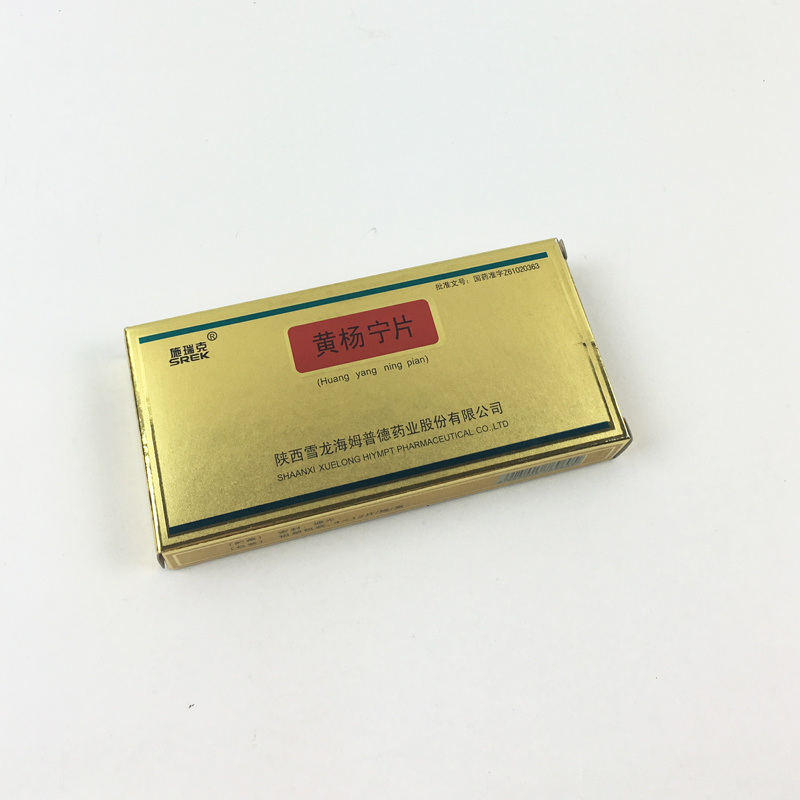 批准文号：国药准字Z61020363
施瑞克®
SREK
黄杨宁片
(Huang yang ning pian)
陕西雪龙海姆普德药业股份有限公司
SHAANXI XUELONG HIYMPT PHARMACEUTICAL CO.,LTD